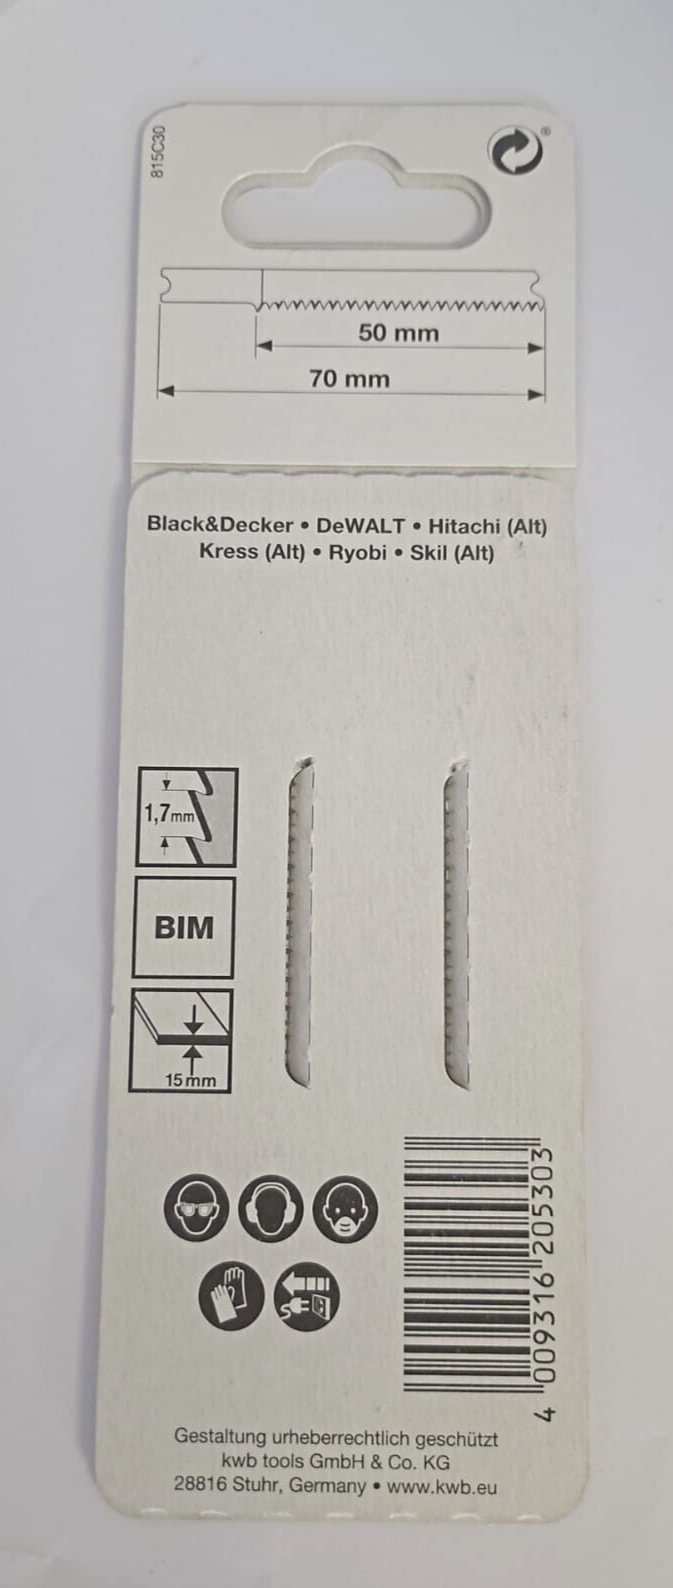 815C30
®
50 mm
70 mm
Black&Decker • DeWALT • Hitachi (Alt)
Kress (Alt) • Ryobi • Skil (Alt)
1,7mm
BIM
15mm
4 009316 205303
Gestaltung urheberrechtlich geschützt
kwb tools GmbH & Co. KG
28816 Stuhr, Germany • www.kwb.eu